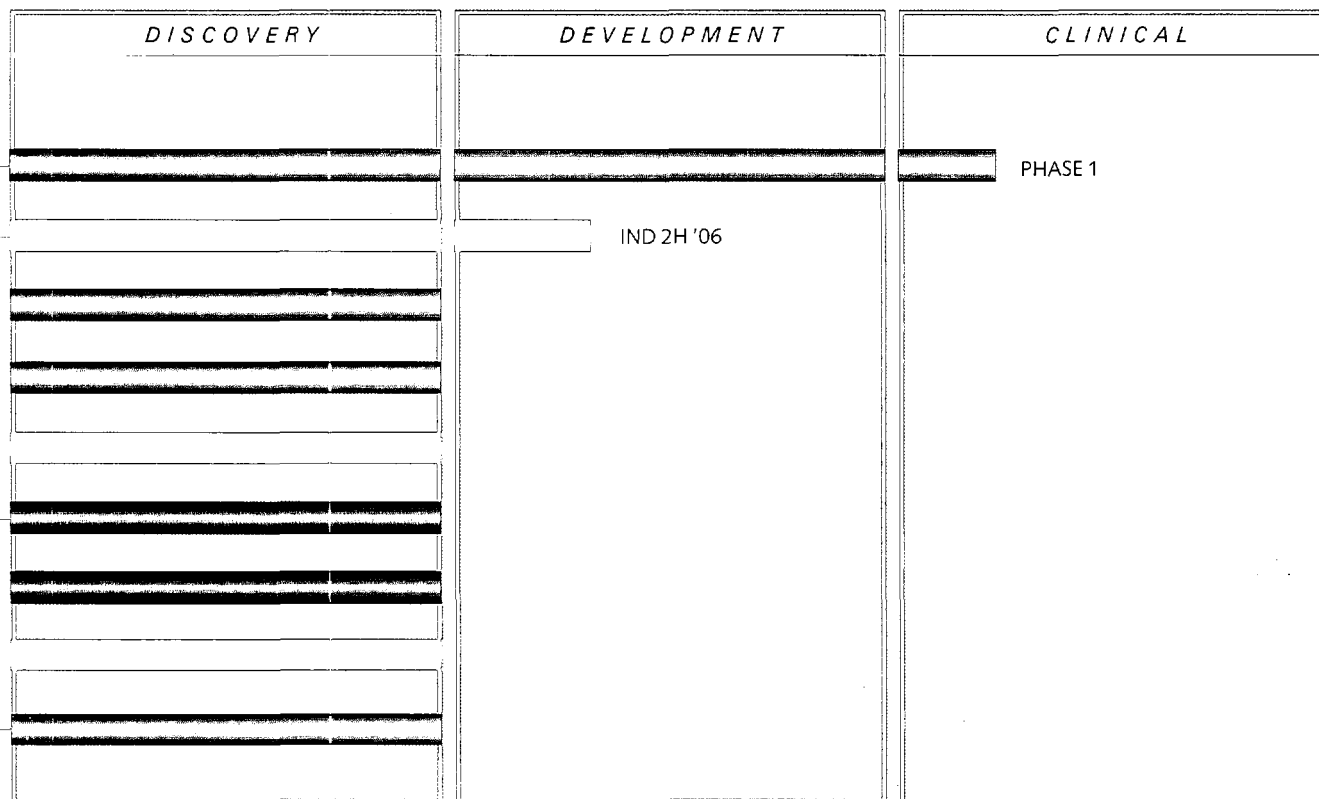 DISCOVERY
DEVELOPMENT
CLINICAL
PHASE 1
IND 2H '06